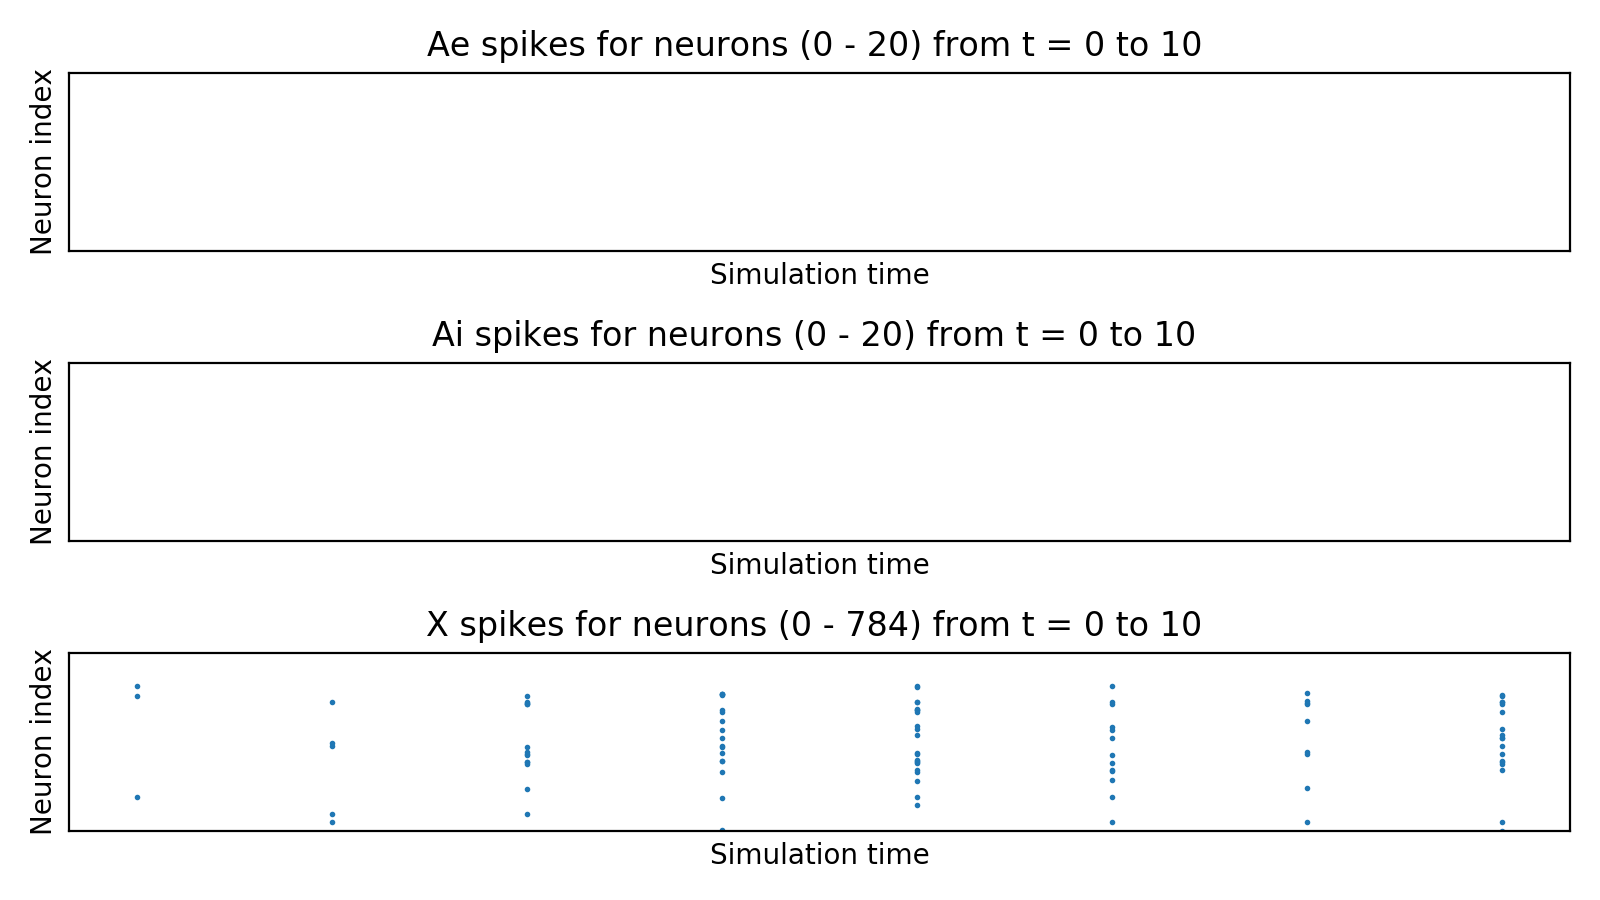 Ae spikes for neurons (0 - 20) from t = 0 to 10
Neuron index
Simulation time
Ai spikes for neurons (0 - 20) from t = 0 to 10
Neuron index
Simulation time
X spikes for neurons (0 - 784) from t = 0 to 10
Neuron index
Simulation time